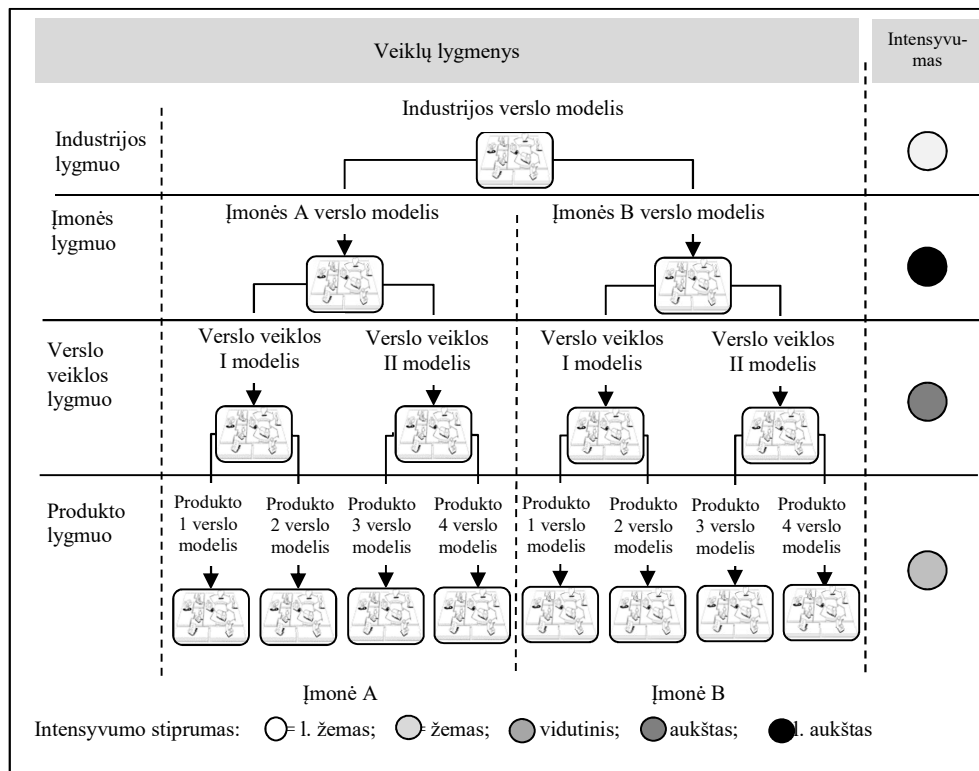 Veiklų lygmenys
Intensyvu-
mas
Industrijos verslo modelis
Industrijos
lygmuo
Įmonės
lygmuo
Įmonės A verslo modelis
Įmonės B verslo modelis
Verslo
veiklos
lygmuo
Verslo veiklos
I modelis
Verslo veiklos
II modelis
Verslo veiklos
I modelis
Verslo veiklos
II modelis
Produkto
lygmuo
Produkto
1 verslo
modelis
Produkto
2 verslo
modelis
Produkto
3 verslo
modelis
Produkto
4 verslo
modelis
Produkto
1 verslo
modelis
Produkto
2 verslo
modelis
Produkto
3 verslo
modelis
Produkto
4 verslo
modelis
Įmonė A
Įmonė B
Intensyvumo stiprumas: = l. žemas; = žemas; vidutinis; aukštas; l. aukštas